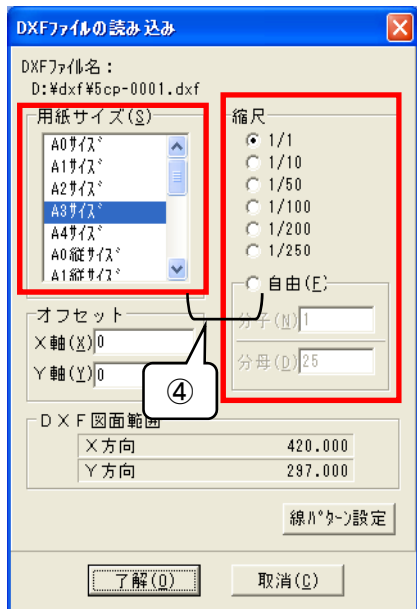 DXFﾌｧｲﾙの読み込み
DXFﾌｧｲﾙ名：
D:¥dxf¥5cp-0001.dxf
用紙サイズ(S)
A0ｻｲｽﾞ
A1ｻｲｽﾞ
A2ｻｲｽﾞ
A3ｻｲｽﾞ
A4ｻｲｽﾞ
A0縦ｻｲｽﾞ
A1縦ｻｲｽﾞ
縮尺
1/1
1/10
1/50
1/100
1/200
1/250
自由(F)
分子(N) 1
分母(D) 25
オフセット
X軸(X) 0
Y軸(Y) 0
④
DXF図面範囲
X方向 420.000
Y方向 297.000
線ﾊﾟﾀｰﾝ設定
了解(O) 取消(C)